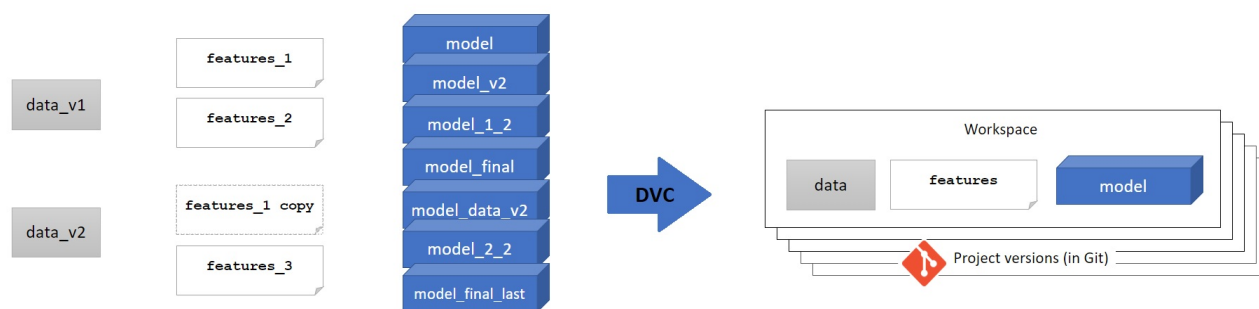 data_v1
data_v2
features_1
features_2
features_1 copy
features_3
model
model_v2
model_1_2
model_final
model_data_v2
model_2_2
model_final_last
DVC
Workspace
data
features
model
Project versions (in Git)